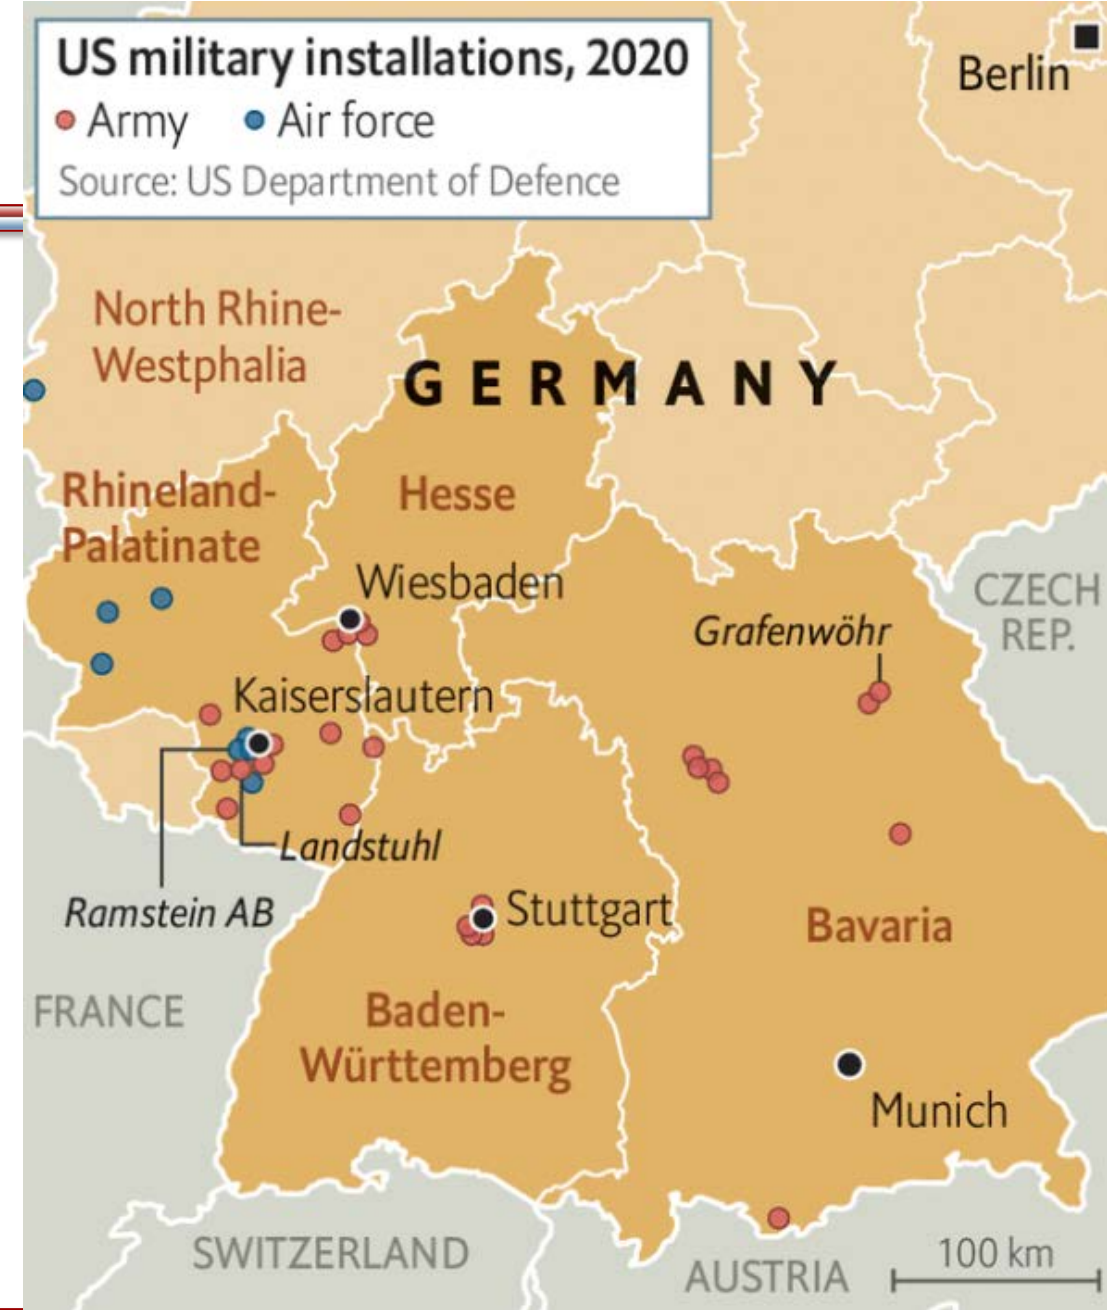 US military installations, 2020
Army Air force
Source: US Department of Defence
Berlin
North Rhine-
Westphalia
GERMANY
Rhineland-
Palatinate
Hesse
Wiesbaden
CZECH
REP.
Grafenwöhr
Kaiserslautern
Landstuhl
Ramstein AB
Stuttgart
Bavaria
FRANCE
Baden-
Württemberg
Munich
SWITZERLAND
AUSTRIA
100 km